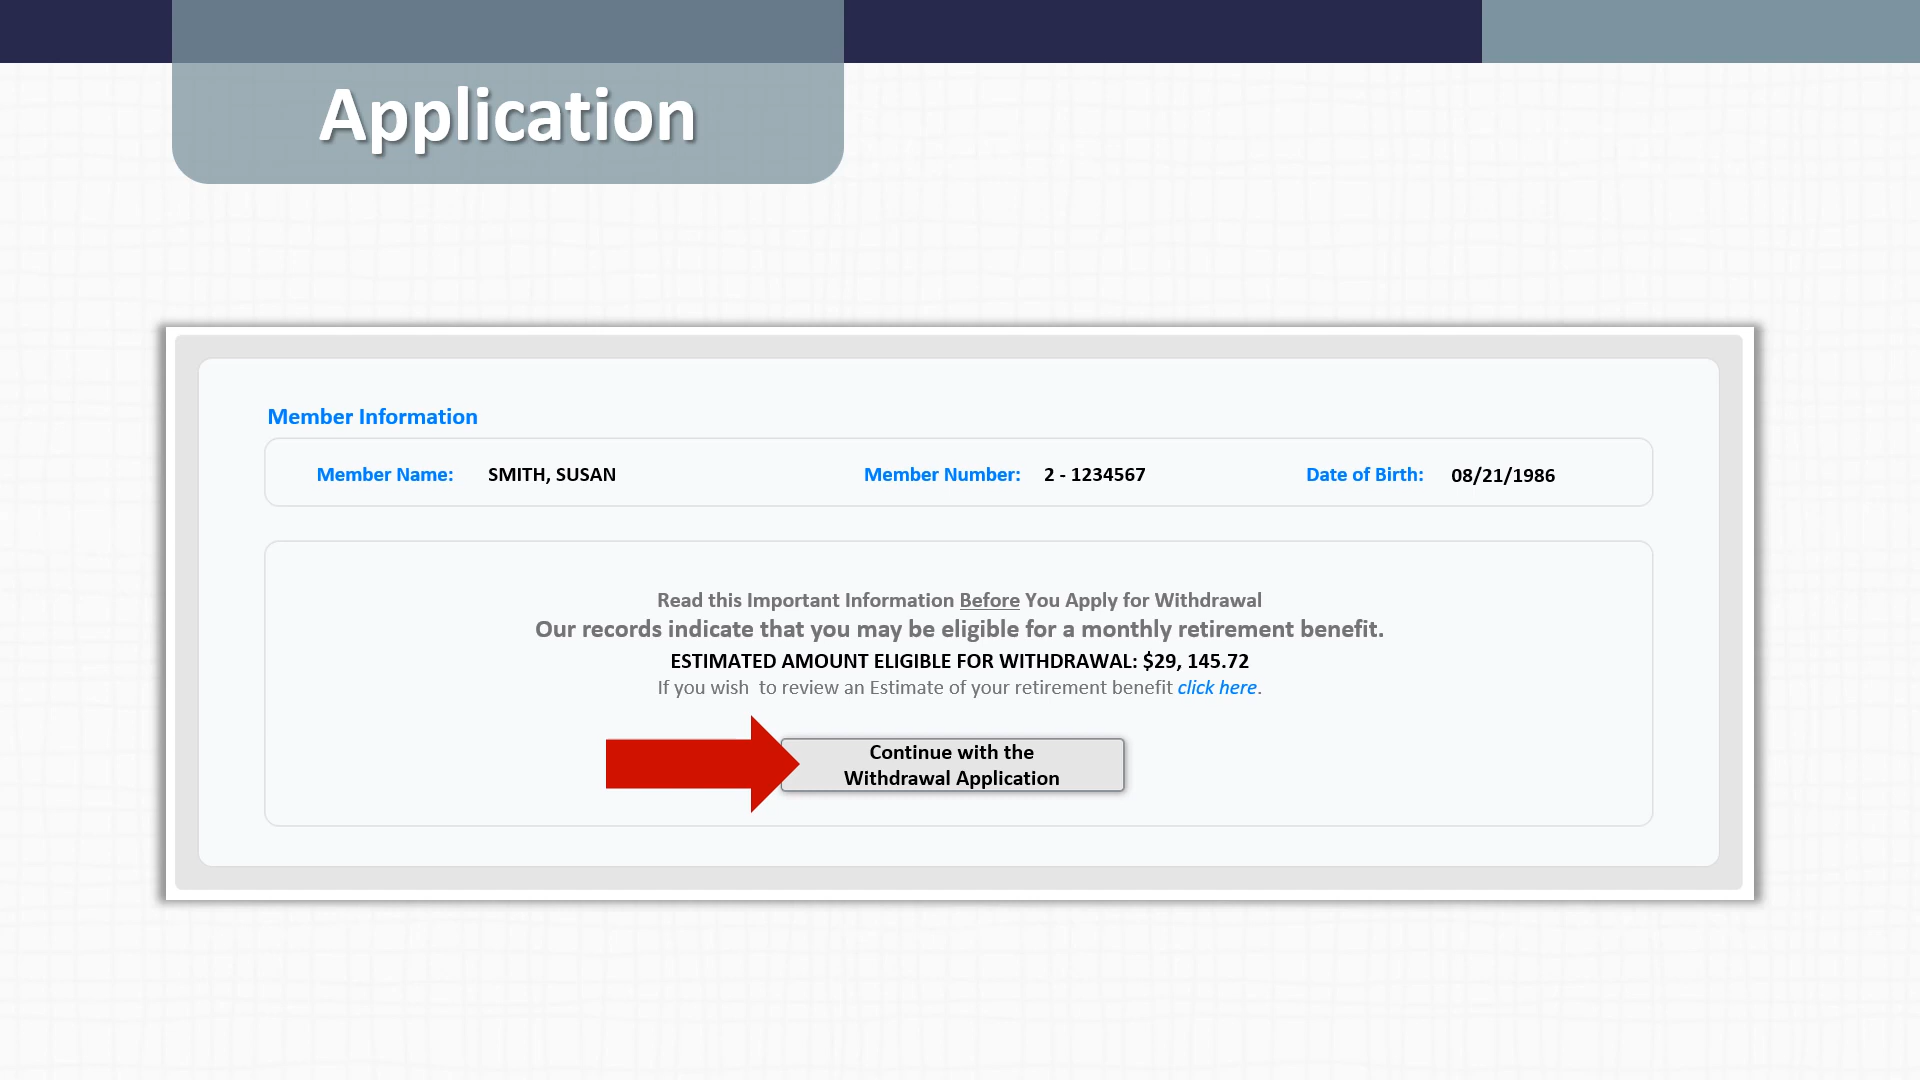 Application
Member Information
Member Name: SMITH, SUSAN Member Number: 2 - 1234567 Date of Birth: 08/21/1986
Read this Important Information Before You Apply for Withdrawal
Our records indicate that you may be eligible for a monthly retirement benefit.
ESTIMATED AMOUNT ELIGIBLE FOR WITHDRAWAL: $29, 145.72
If you wish  to review an Estimate of your retirement benefit click here.
Continue with the
Withdrawal Application